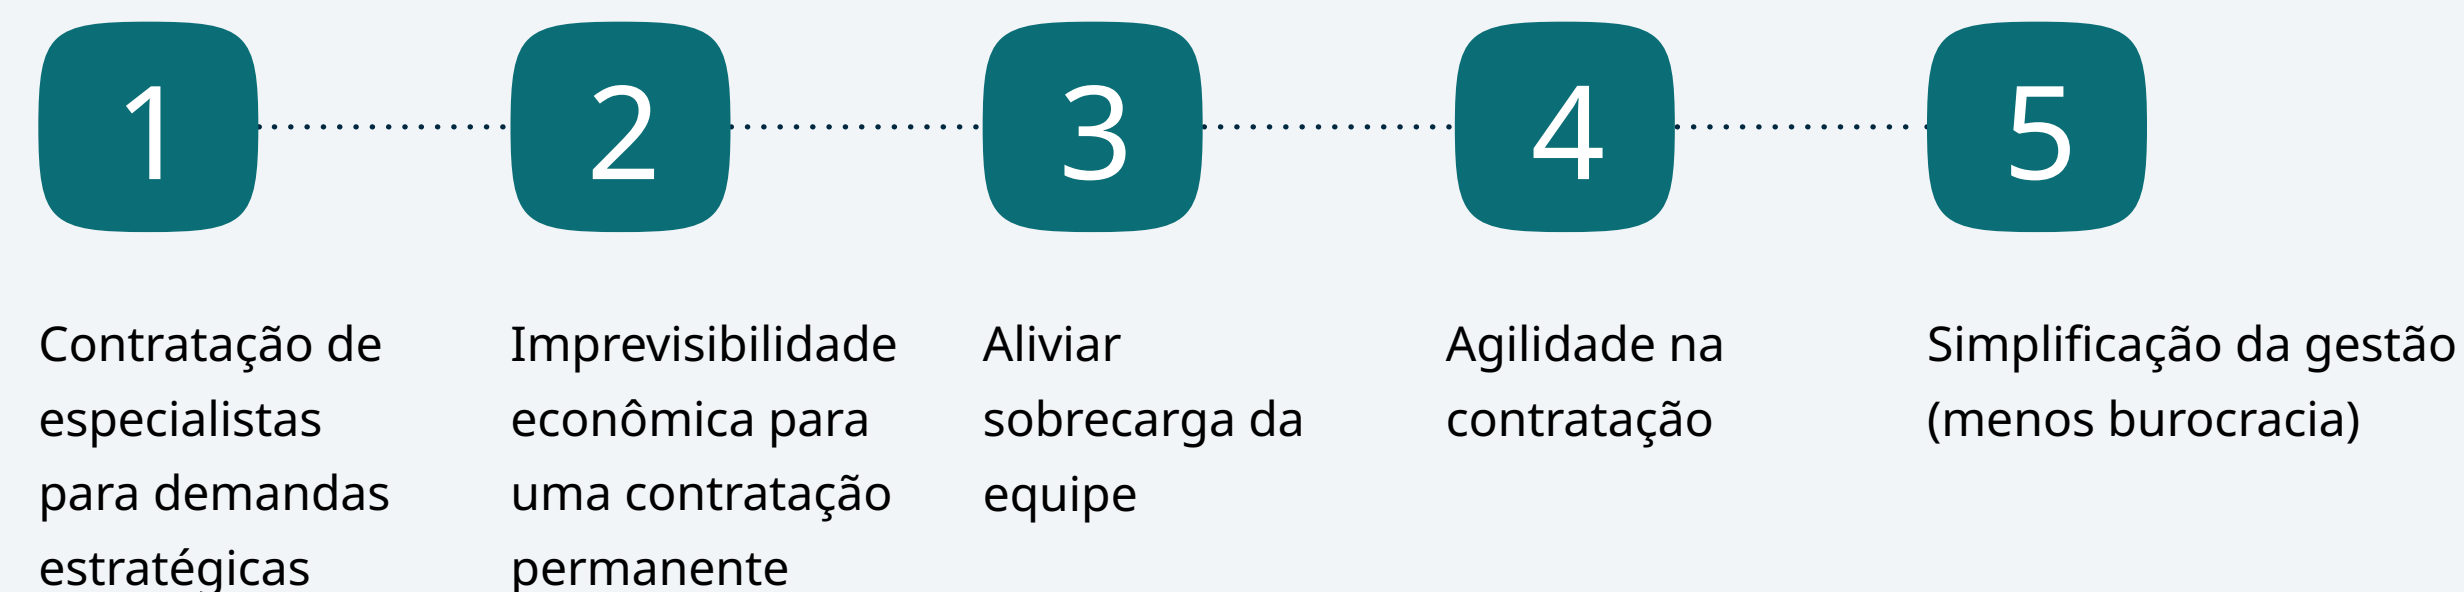 1
2
3
4
5
Contratação de
especialistas
para demandas
estratégicas
Imprevisibilidade
econômica para
uma contratação
permanente
Aliviar
sobrecarga da
equipe
Agilidade na
contratação
Simplificação da gestão
(menos burocracia)